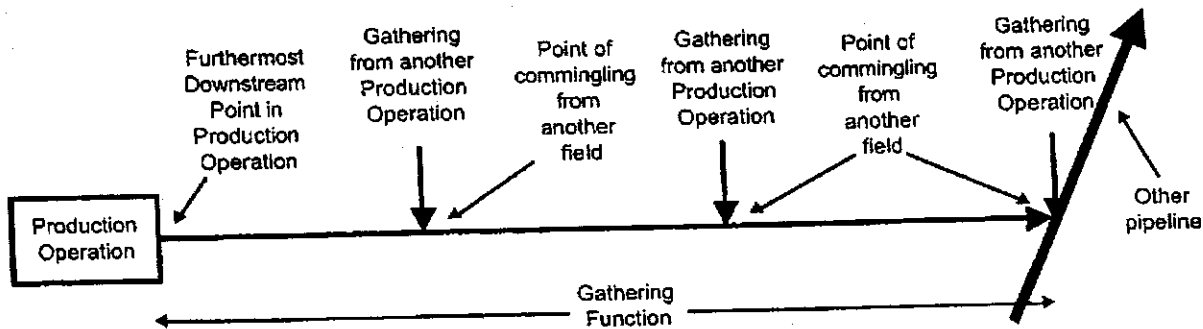 Furthermost
Downstream
Point in
Production
Operation
Gathering
from another
Production
Operation
Point of
commingling
from
another
field
Gathering
from another
Production
Operation
Point of
commingling
from
another
field
Gathering
from another
Production
Operation
Other
pipeline
Production
Operation
Gathering
Function